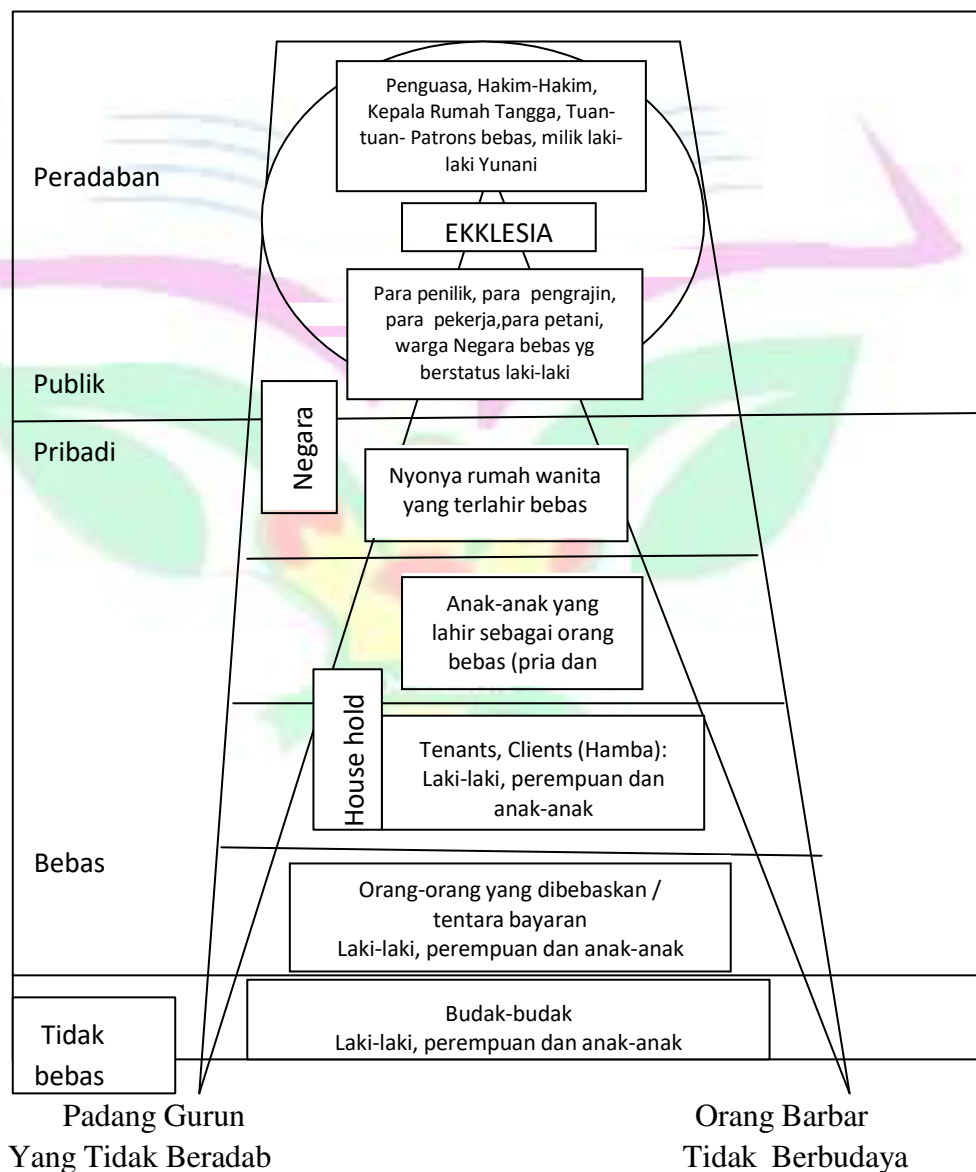 Penguasa, Hakim-Hakim,
Kepala Rumah Tangga, Tuan-
tuan- Patrons bebas, milik laki-
laki Yunani
Peradaban
EKKLESIA
Para penilik, para pengrajin,
para pekerja,para petani,
warga Negara bebas yg
berstatus laki-laki
Publik
Negara
Pribadi
Nyonya rumah wanita
yang terlahir bebas
Anak-anak yang
lahir sebagai orang
bebas (pria dan
House hold
Tenants, Clients (Hamba):
Laki-laki, perempuan dan
anak-anak
Bebas
Orang-orang yang dibebaskan /
tentara bayaran
Laki-laki, perempuan dan anak-anak
Budak-budak
Laki-laki, perempuan dan anak-anak
Tidak
bebas
Padang Gurun
Yang Tidak Beradab
Orang Barbar
Tidak Berbudaya